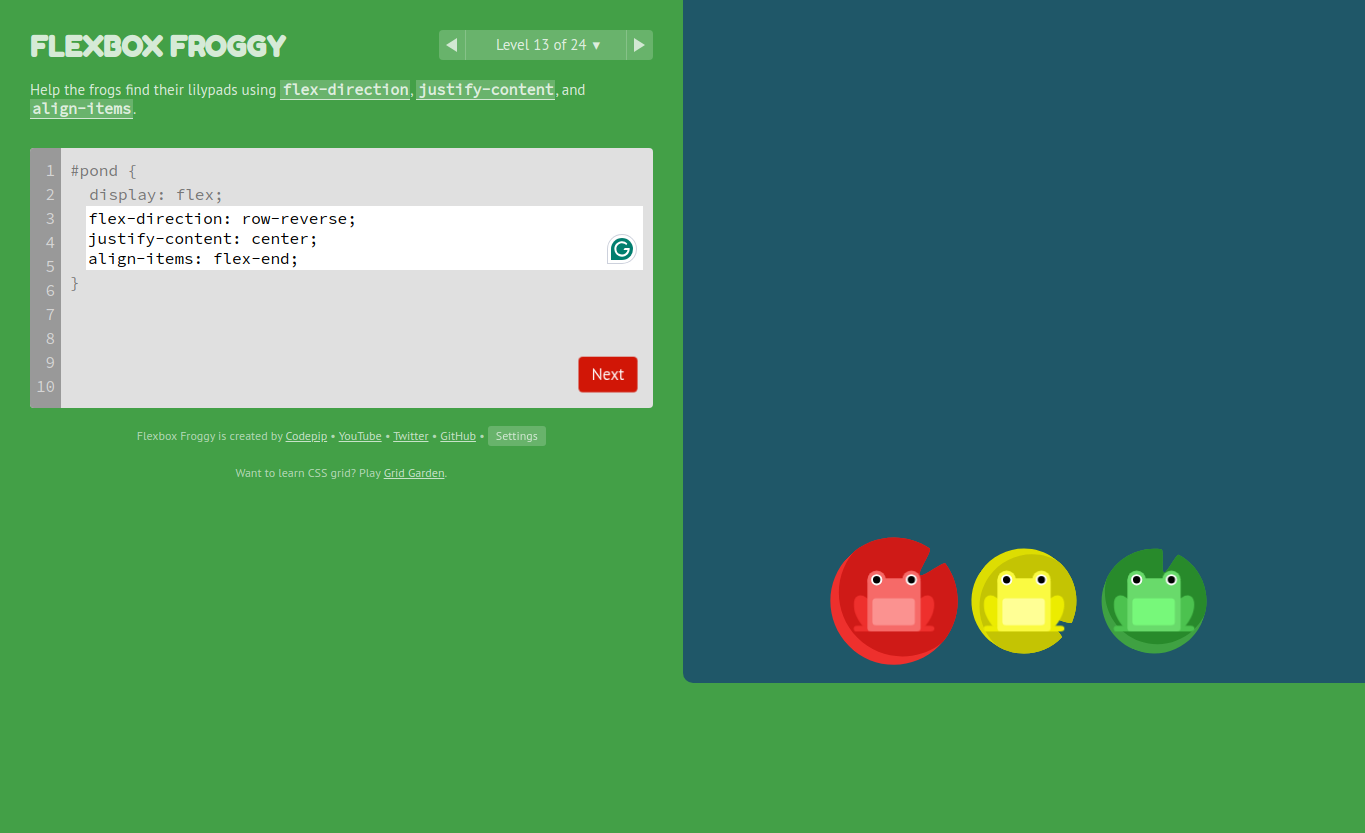 FLEXBOX FROGGY
◀ Level 13 of 24 ▼ ▶
Help the frogs find their lilypads using flex-direction, justify-content, and
align-items.
1 #pond {
2 display: flex;
3 flex-direction: row-reverse;
4 justify-content: center;
5 align-items: flex-end;
6 }
7
8
9
10
G
Next
Flexbox Froggy is created by Codepip • YouTube • Twitter • GitHub • Settings
Want to learn CSS grid? Play Grid Garden.